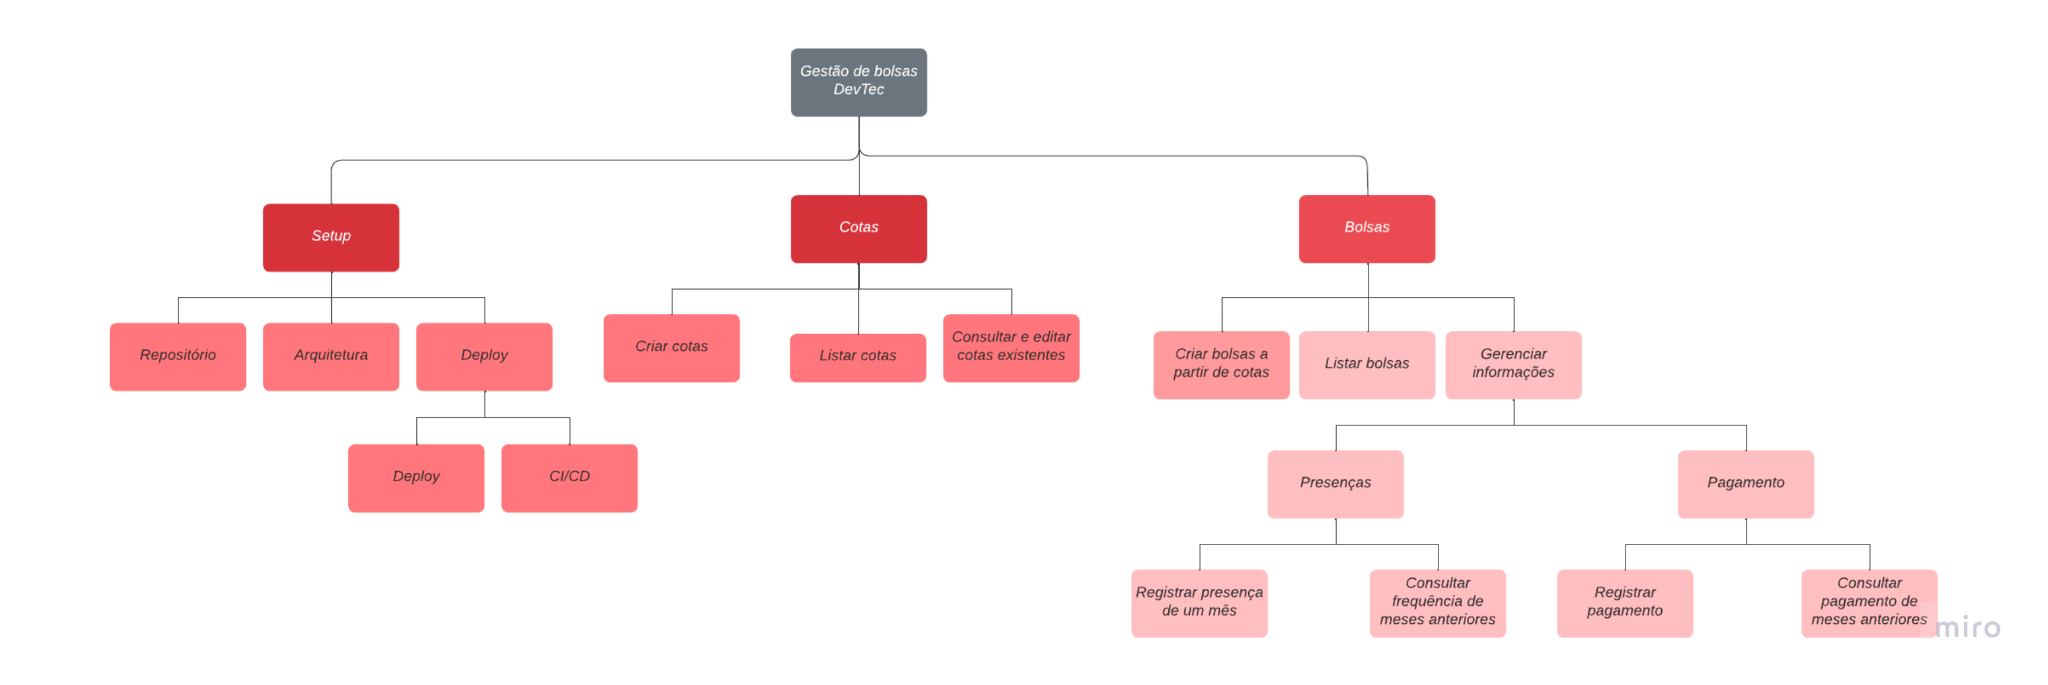 Gestão de bolsas
DevTec
Setup
Cotas
Bolsas
Repositório
Arquitetura
Deploy
Criar cotas
Listar cotas
Consultar e editar
cotas existentes
Criar bolsas a
partir de cotas
Listar bolsas
Gerenciar
informações
Deploy
CI/CD
Presenças
Pagamento
Registrar presença
de um mês
Consultar
frequência de
meses anteriores
Registrar
pagamento
Consultar
pagamento de
meses anteriores
miro